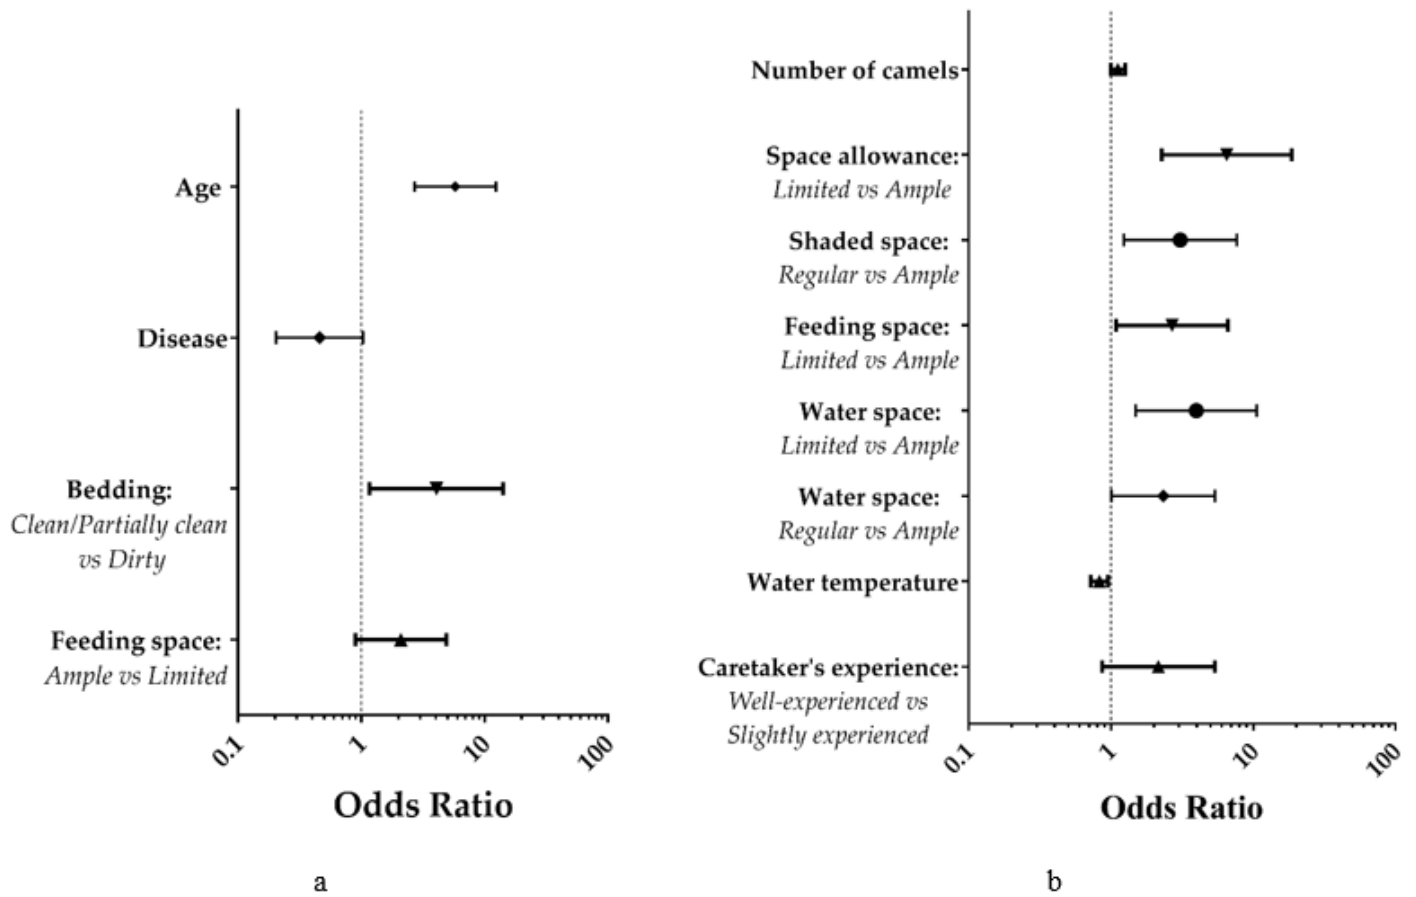 Age
Disease
Bedding:
Clean/Partially clean
vs Dirty
Feeding space:
Ample vs Limited
0.1
1
10
100
Odds Ratio
a
Number of camels
Space allowance:
Limited vs Ample
Shaded space:
Regular vs Ample
Feeding space:
Limited vs Ample
Water space:
Limited vs Ample
Water space:
Regular vs Ample
Water temperature
Caretaker's experience:
Well-experienced vs
Slightly experienced
0.1
1
10
100
Odds Ratio
b